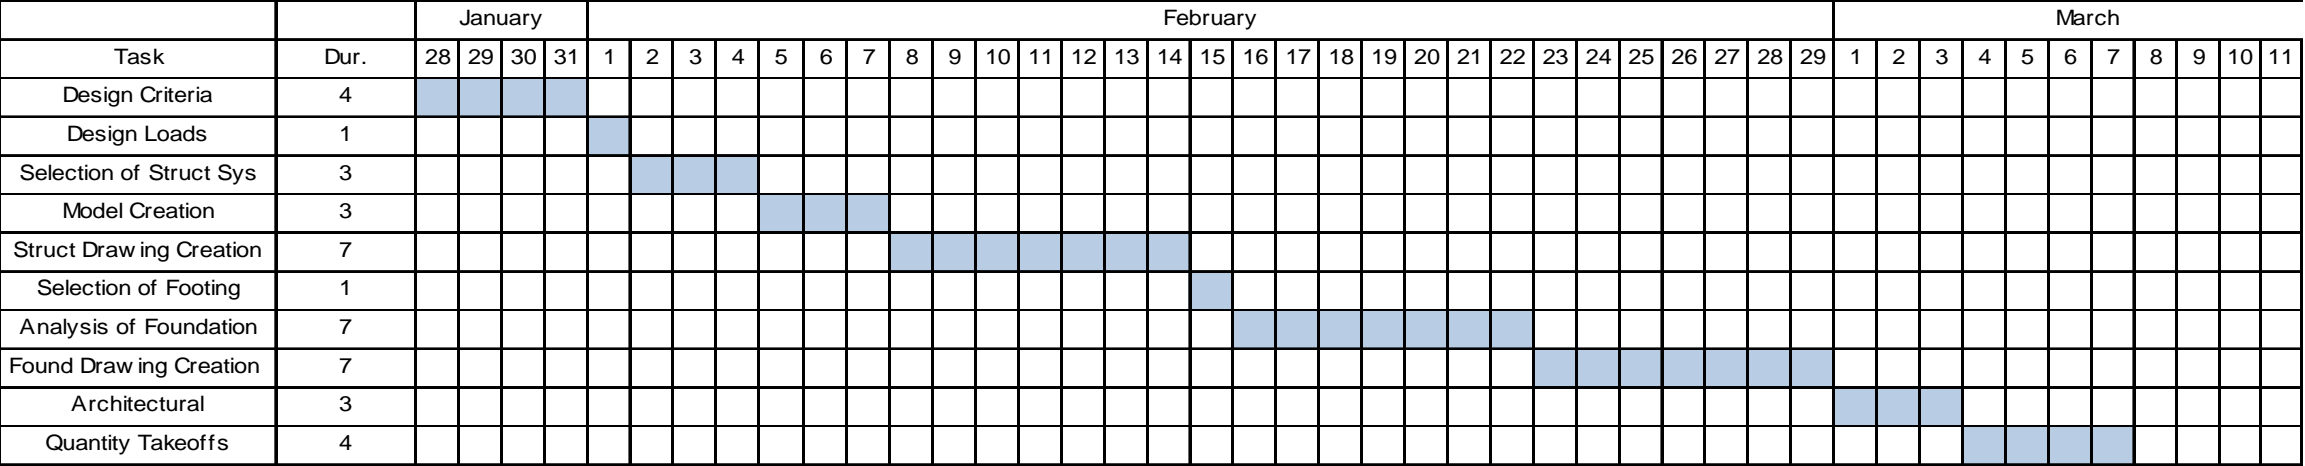 January February March
Task Dur. 28 29 30 31 1 2 3 4 5 6 7 8 9 10 11 12 13 14 15 16 17 18 19 20 21 22 23 24 25 26 27 28 29 1 2 3 4 5 6 7 8 9 10 11
Design Criteria 4
Design Loads 1
Selection of Struct Sys 3
Model Creation 3
Struct Drawing Creation 7
Selection of Footing 1
Analysis of Foundation 7
Found Drawing Creation 7
Architectural 3
Quantity Takeoffs 4